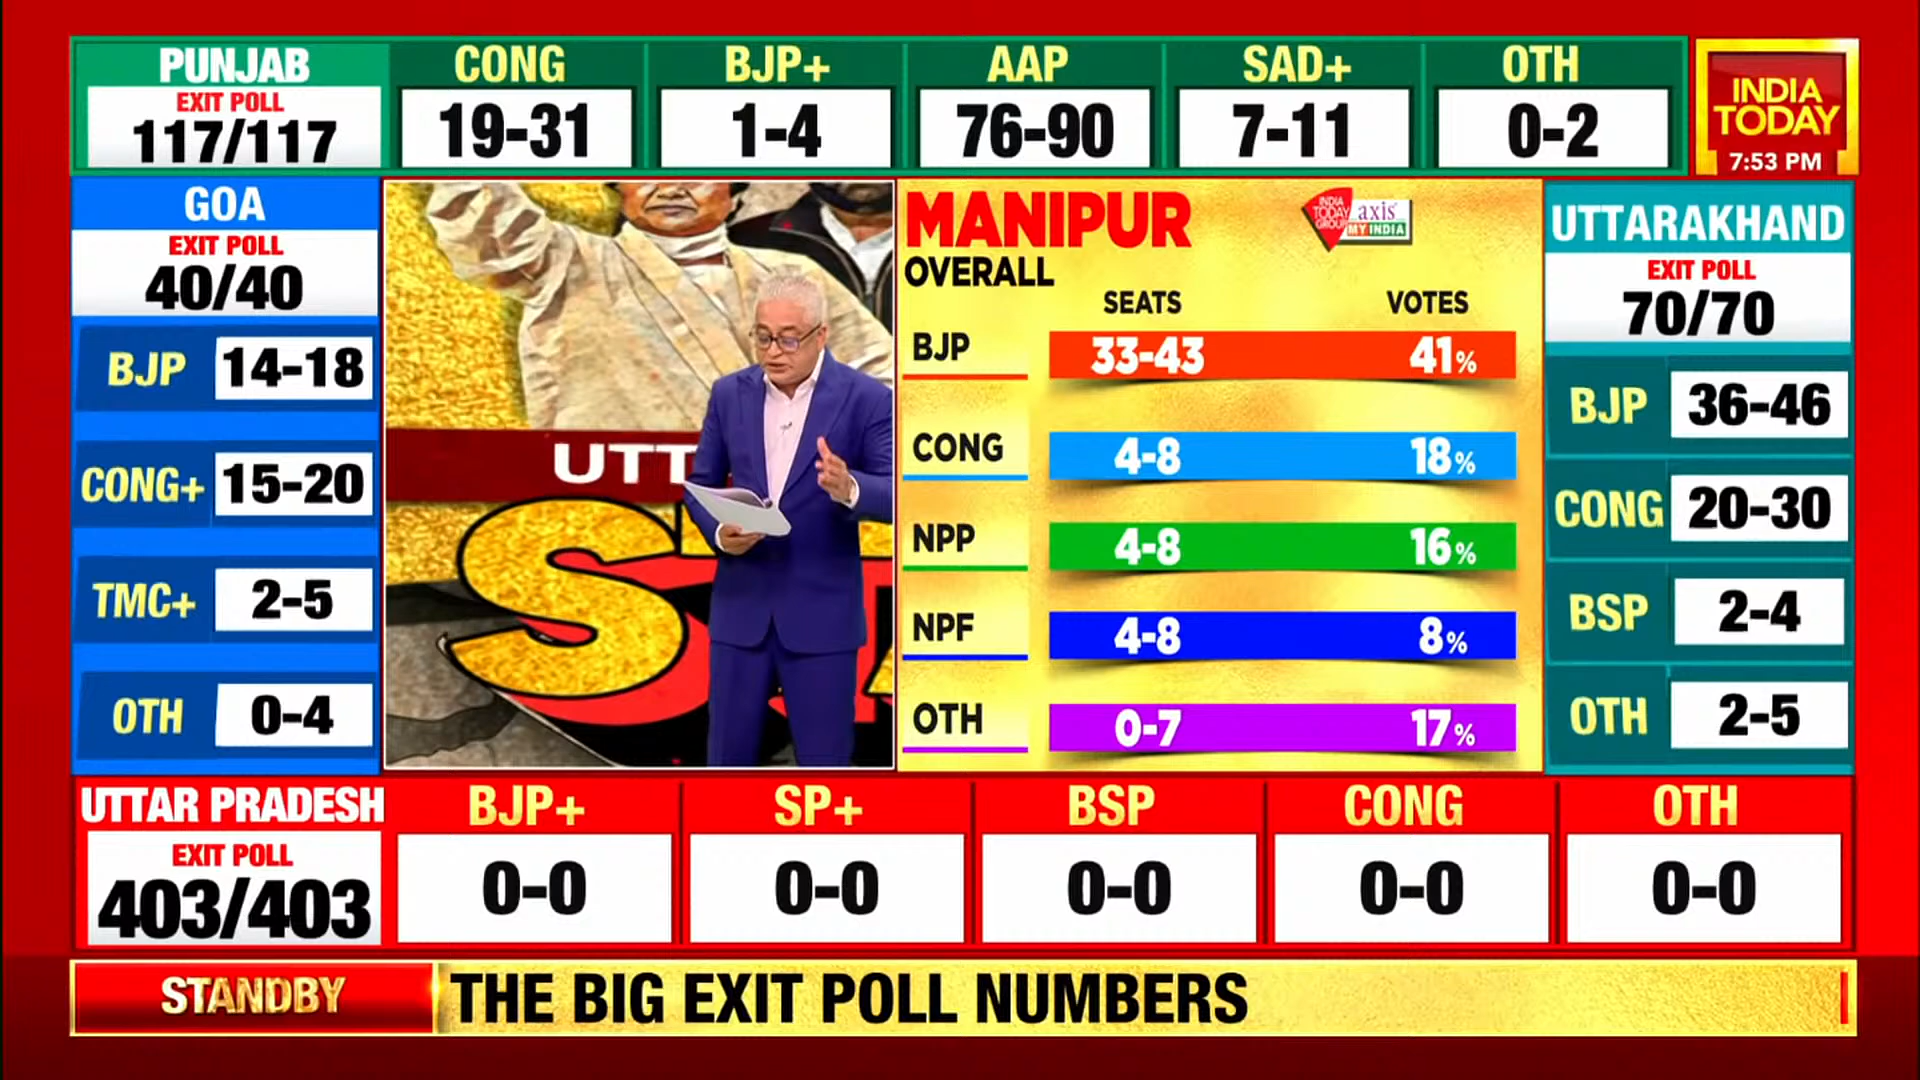 PUNJAB
EXIT POLL
117/117
CONG
19-31
BJP+
1-4
AAP
76-90
SAD+
7-11
OTH
0-2
INDIA
TODAY
7:53 PM
GOA
EXIT POLL
40/40
BJP 14-18
CONG+ 15-20
TMC+ 2-5
OTH 0-4
UTT
S
MANIPUR
OVERALL
INDIA
TODAY
GROUP
axis
MY INDIA
SEATS VOTES
BJP 33-43 41%
CONG 4-8 18%
NPP 4-8 16%
NPF 4-8 8%
OTH 0-7 17%
UTTARAKHAND
EXIT POLL
70/70
BJP 36-46
CONG 20-30
BSP 2-4
OTH 2-5
UTTAR PRADESH
EXIT POLL
403/403
BJP+
0-0
SP+
0-0
BSP
0-0
CONG
0-0
OTH
0-0
STANDBY
THE BIG EXIT POLL NUMBERS